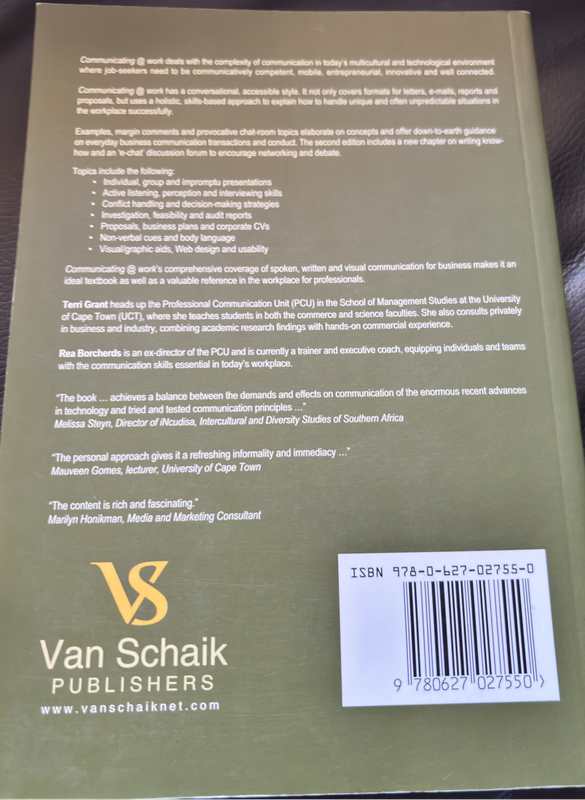 Communicating @ work deals with the complexity of communication in today's multicultural and technological environment
where job-seekers need to be communicatively competent, mobile, entrepreneurial, innovative and well connected.
Communicating @ work has a conversational, accessible style. It not only covers formats for letters, e-mails, reports and
proposals, but uses a holistic, skills-based approach to explain how to handle unique and often unpredictable situations in
the workplace successfully.
Examples, margin comments and provocative chat-room topics elaborate on concepts and offer down-to-earth guidance
on everyday business communication transactions and conduct. The second edition includes a new chapter on writing know-
how and an 'e-chat' discussion forum to encourage networking and debate.
Topics include the following:
• Individual, group and impromptu presentations
• Active listening, perception and interviewing skills
• Conflict handling and decision-making strategies
• Investigation, feasibility and audit reports
• Proposals, business plans and corporate CVs
• Non-verbal cues and body language
• Visual/graphic aids, Web design and usability
Communicating @ work's comprehensive coverage of spoken, written and visual communication for business makes it an
ideal textbook as well as a valuable reference in the workplace for professionals.
Terri Grant heads up the Professional Communication Unit (PCU) in the School of Management Studies at the University
of Cape Town (UCT), where she teaches students in both the commerce and science faculties. She also consults privately
in business and industry, combining academic research findings with hands-on commercial experience.
Rea Borcherds is an ex-director of the PCU and is currently a trainer and executive coach, equipping individuals and teams
with the communication skills essential in today's workplace.
"The book ... achieves a balance between the demands and effects on communication of the enormous recent advances
in technology and tried and tested communication principles ..."
Melissa Steyn, Director of iNcudisa, Intercultural and Diversity Studies of Southern Africa
"The personal approach gives it a refreshing informality and immediacy ..."
Mauveen Gomes, lecturer, University of Cape Town
"The content is rich and fascinating."
Marilyn Honikman, Media and Marketing Consultant
VS
Van Schaik
PUBLISHERS
www.vanschaiknet.com
ISBN 978-0-627-02755-0
9 780627 027550 >